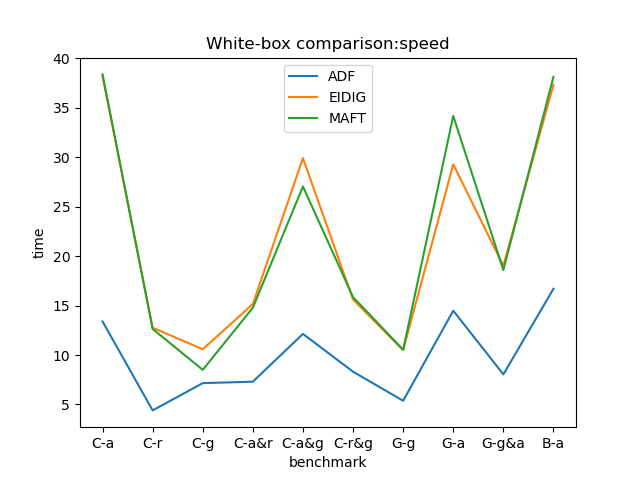 White-box comparison:speed
ADF
EIDIG
MAFT
time
40
35
30
25
20
15
10
5
C-a C-r C-g C-a&r C-a&g C-r&g G-g G-a G-g&a B-a
benchmark